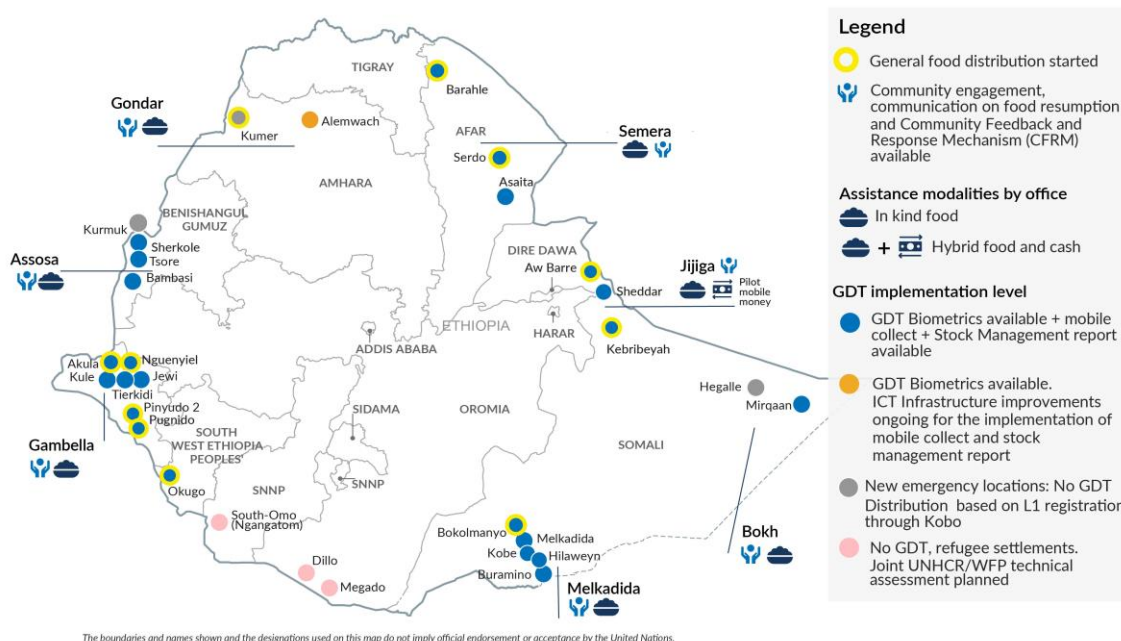 TIGRAY
Barahle
Gondar
Kumer
Alemwach
AFAR
Semera
Serdo
Asaita
AMHARA
BENISHANGUL
GUMUZ
Kurmuk
Sherkole
Tsore
Assosa
Bambasi
DIRE DAWA
Aw Barre
Jijiga
Pilot
mobile
money
Sheddar
ETHIOPIA
HARAR
ADDIS ABABA
Kebribeyah
Akula
Nguenyiel
Kule
Jewi
Tierkidi
Pinyudo 2
Pugnido
Gambella
SIDAMA
OROMIA
Hegalle
Mirqaan
SOUTH
WEST ETHIOPIA
PEOPLES'
SOMALI
Okugo
SNNP
SNNP
South-Omo
(Ngangatom)
Bokolmanyo
Melkadida
Kobe
Hilaweyn
Buramino
Bokh
Dillo
Megado
Melkadida
The boundaries and names shown and the designations used on this map do not imply official endorsement or acceptance by the United Nations.
Legend
General food distribution started
Community engagement,
communication on food resumption
and Community Feedback and
Response Mechanism (CFRM)
available
Assistance modalities by office
In kind food
+ Hybrid food and cash
GDT implementation level
GDT Biometrics available + mobile
collect + Stock Management report
available
GDT Biometrics available.
ICT Infrastructure improvements
ongoing for the implementation of
mobile collect and stock
management report
New emergency locations: No GDT
Distribution based on L1 registration
through Kobo
No GDT, refugee settlements.
Joint UNHCR/WFP technical
assessment planned